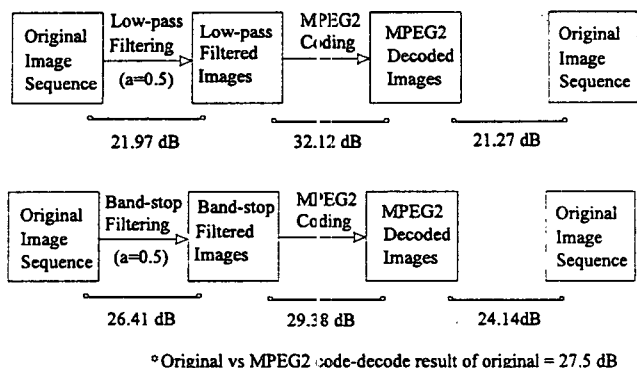 Original
Image
Sequence
Low-pass
Filtering
(a=0.5)
Low-pass
Filtered
Images
MPEG2
Coding
MPEG2
Decoded
Images
Original
Image
Sequence
21.97 dB
32.12 dB
21.27 dB
Original
Image
Sequence
Band-stop
Filtering
(a=0.5)
Band-stop
Filtered
Images
MPEG2
Coding
MPEG2
Decoded
Images
Original
Image
Sequence
26.41 dB
29.38 dB
24.14dB
*Original vs MPEG2 code-decode result of original = 27.5 dB